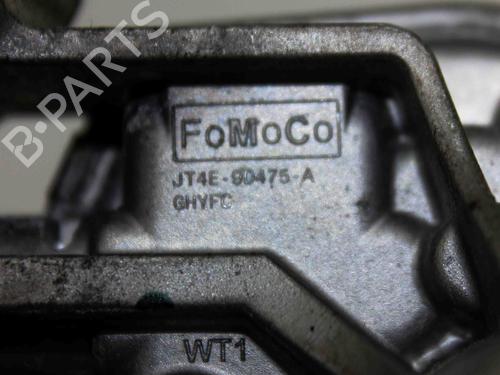 B-PARTS
FoMoCo
JT4E-9D475-A
GHYFC
WT1